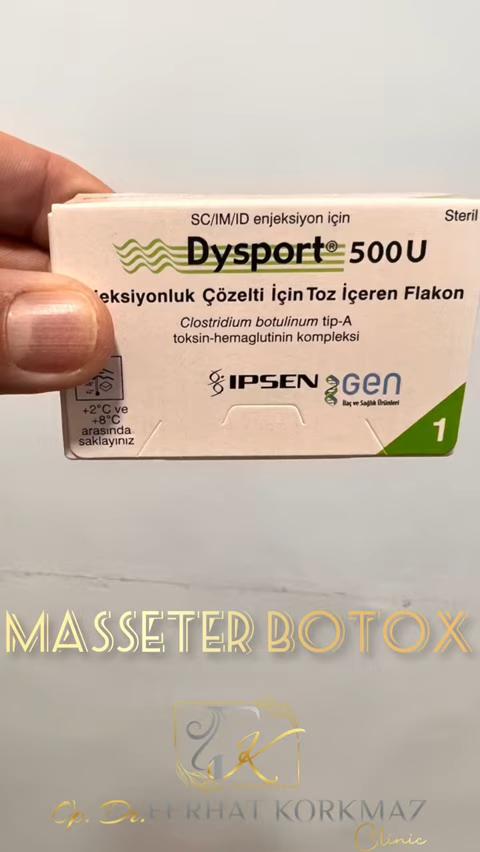 SC/IM/ID enjeksiyon için
Steril
Dysport® 500U
eksiyonluk Çözelti İçin Toz İçeren Flakon
Clostridium botulinum tip-A
toksin-hemaglutinin kompleksi
IPSEN GEN
İlaç ve Sağlık Ürünleri
+2°C ve
+8°C
arasında
saklayınız
1
MASSETER BOTOX
Op. Dr. FERHAT KORKMAZ
Clinic